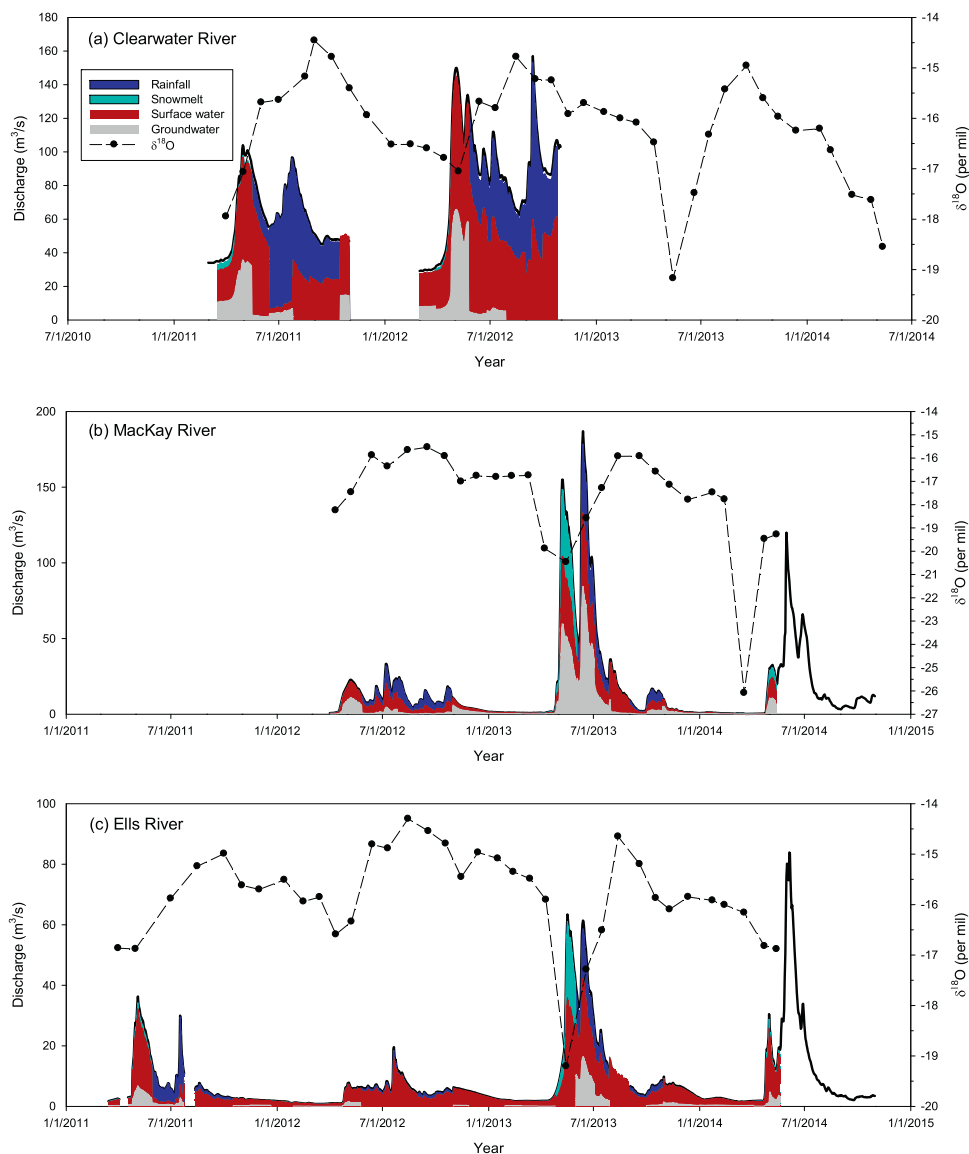 (a) Clearwater River
Rainfall
Snowmelt
Surface water
Groundwater
δ18O
Discharge (m3/s)
180
160
140
120
100
80
60
40
20
0
δ18O (per mil)
-14
-15
-16
-17
-18
-19
-20
7/1/2010 1/1/2011 7/1/2011 1/1/2012 7/1/2012 1/1/2013 7/1/2013 1/1/2014 7/1/2014
Year
(b) MacKay River
Discharge (m3/s)
200
150
100
50
0
δ18O (per mil)
-14
-15
-16
-17
-18
-19
-20
-21
-22
-23
-24
-25
-26
-27
1/1/2011 7/1/2011 1/1/2012 7/1/2012 1/1/2013 7/1/2013 1/1/2014 7/1/2014 1/1/2015
Year
(c) Ells River
Discharge (m3/s)
100
80
60
40
20
0
δ18O (per mil)
-14
-15
-16
-17
-18
-19
-20
1/1/2011 7/1/2011 1/1/2012 7/1/2012 1/1/2013 7/1/2013 1/1/2014 7/1/2014 1/1/2015
Year